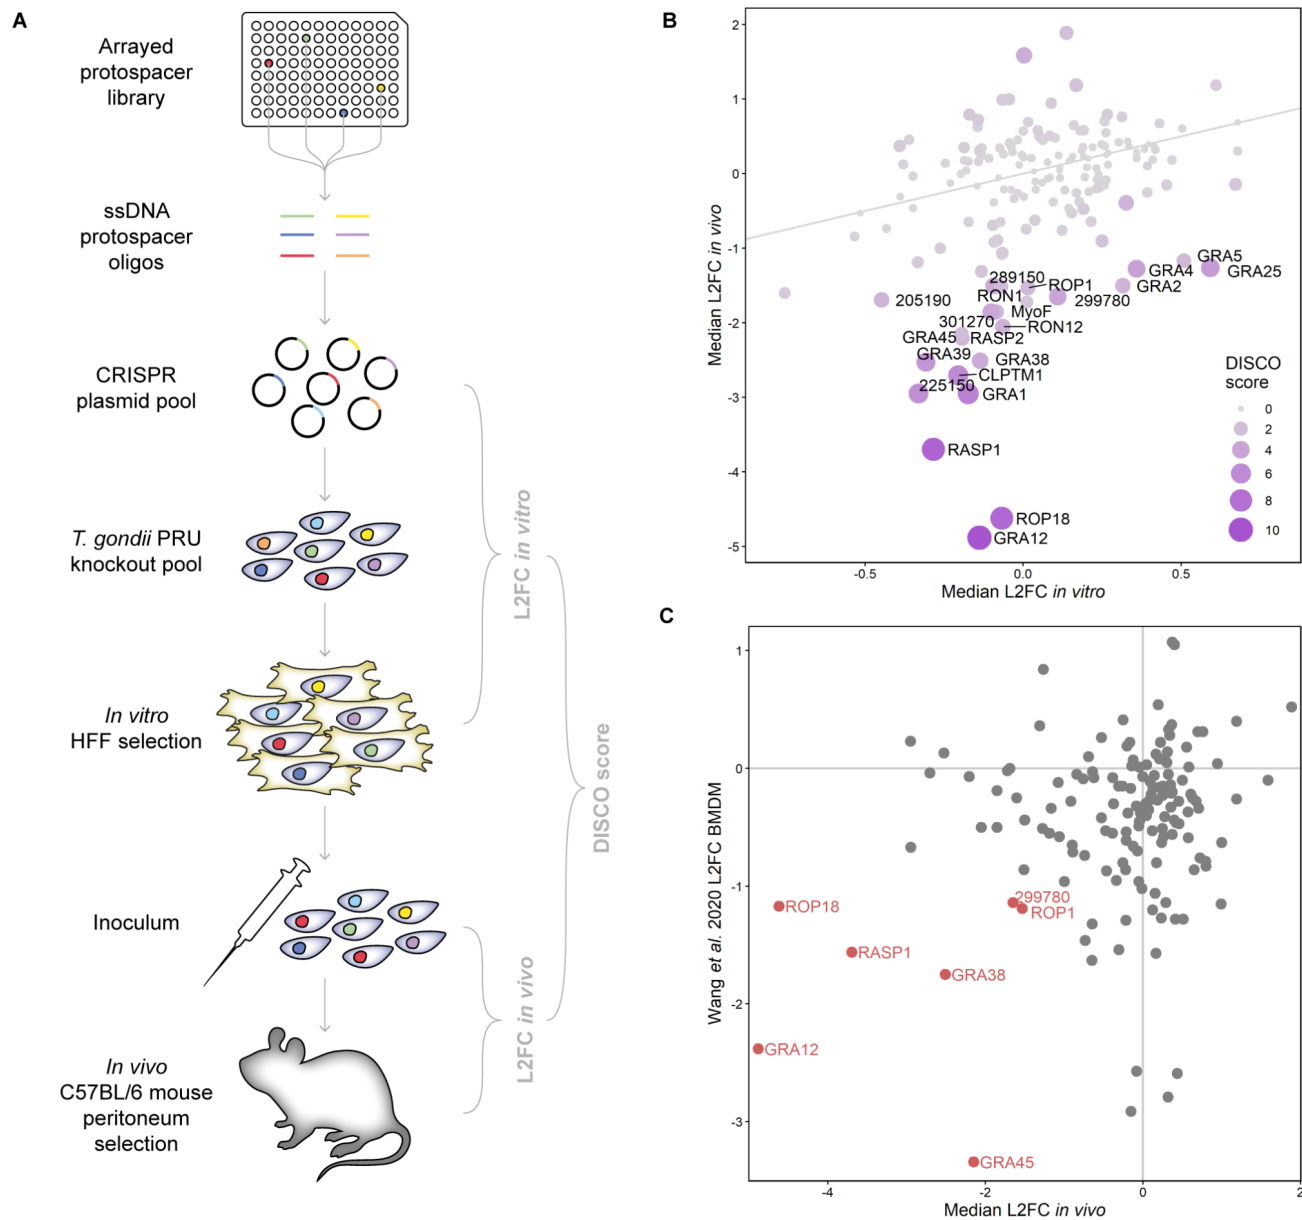 A
Arrayed
protospacer
library
ssDNA
protospacer
oligos
CRISPR
plasmid pool
T. gondii PRU
knockout pool
In vitro
HFF selection
Inoculum
In vivo
C57BL/6 mouse
peritoneum
selection
L2FC in vitro
L2FC in vivo
DISCO score
B
Median L2FC in vivo
2
1
0
-1
-2
-3
-4
-5
-0.5
0.0
0.5
Median L2FC in vitro
GRA5
GRA4
GRA25
289150
ROP1
GRA2
RON1
299780
205190
MyoF
301270
RON12
GRA45
RASP2
GRA39
GRA38
CLPTM1
225150
GRA1
RASP1
ROP18
GRA12
DISCO
score
0
2
4
6
8
10
C
Wang et al. 2020 L2FC BMDM
1
0
-1
-2
-3
-4
-2
0
2
Median L2FC in vivo
299780
ROP18
ROP1
RASP1
GRA38
GRA12
GRA45